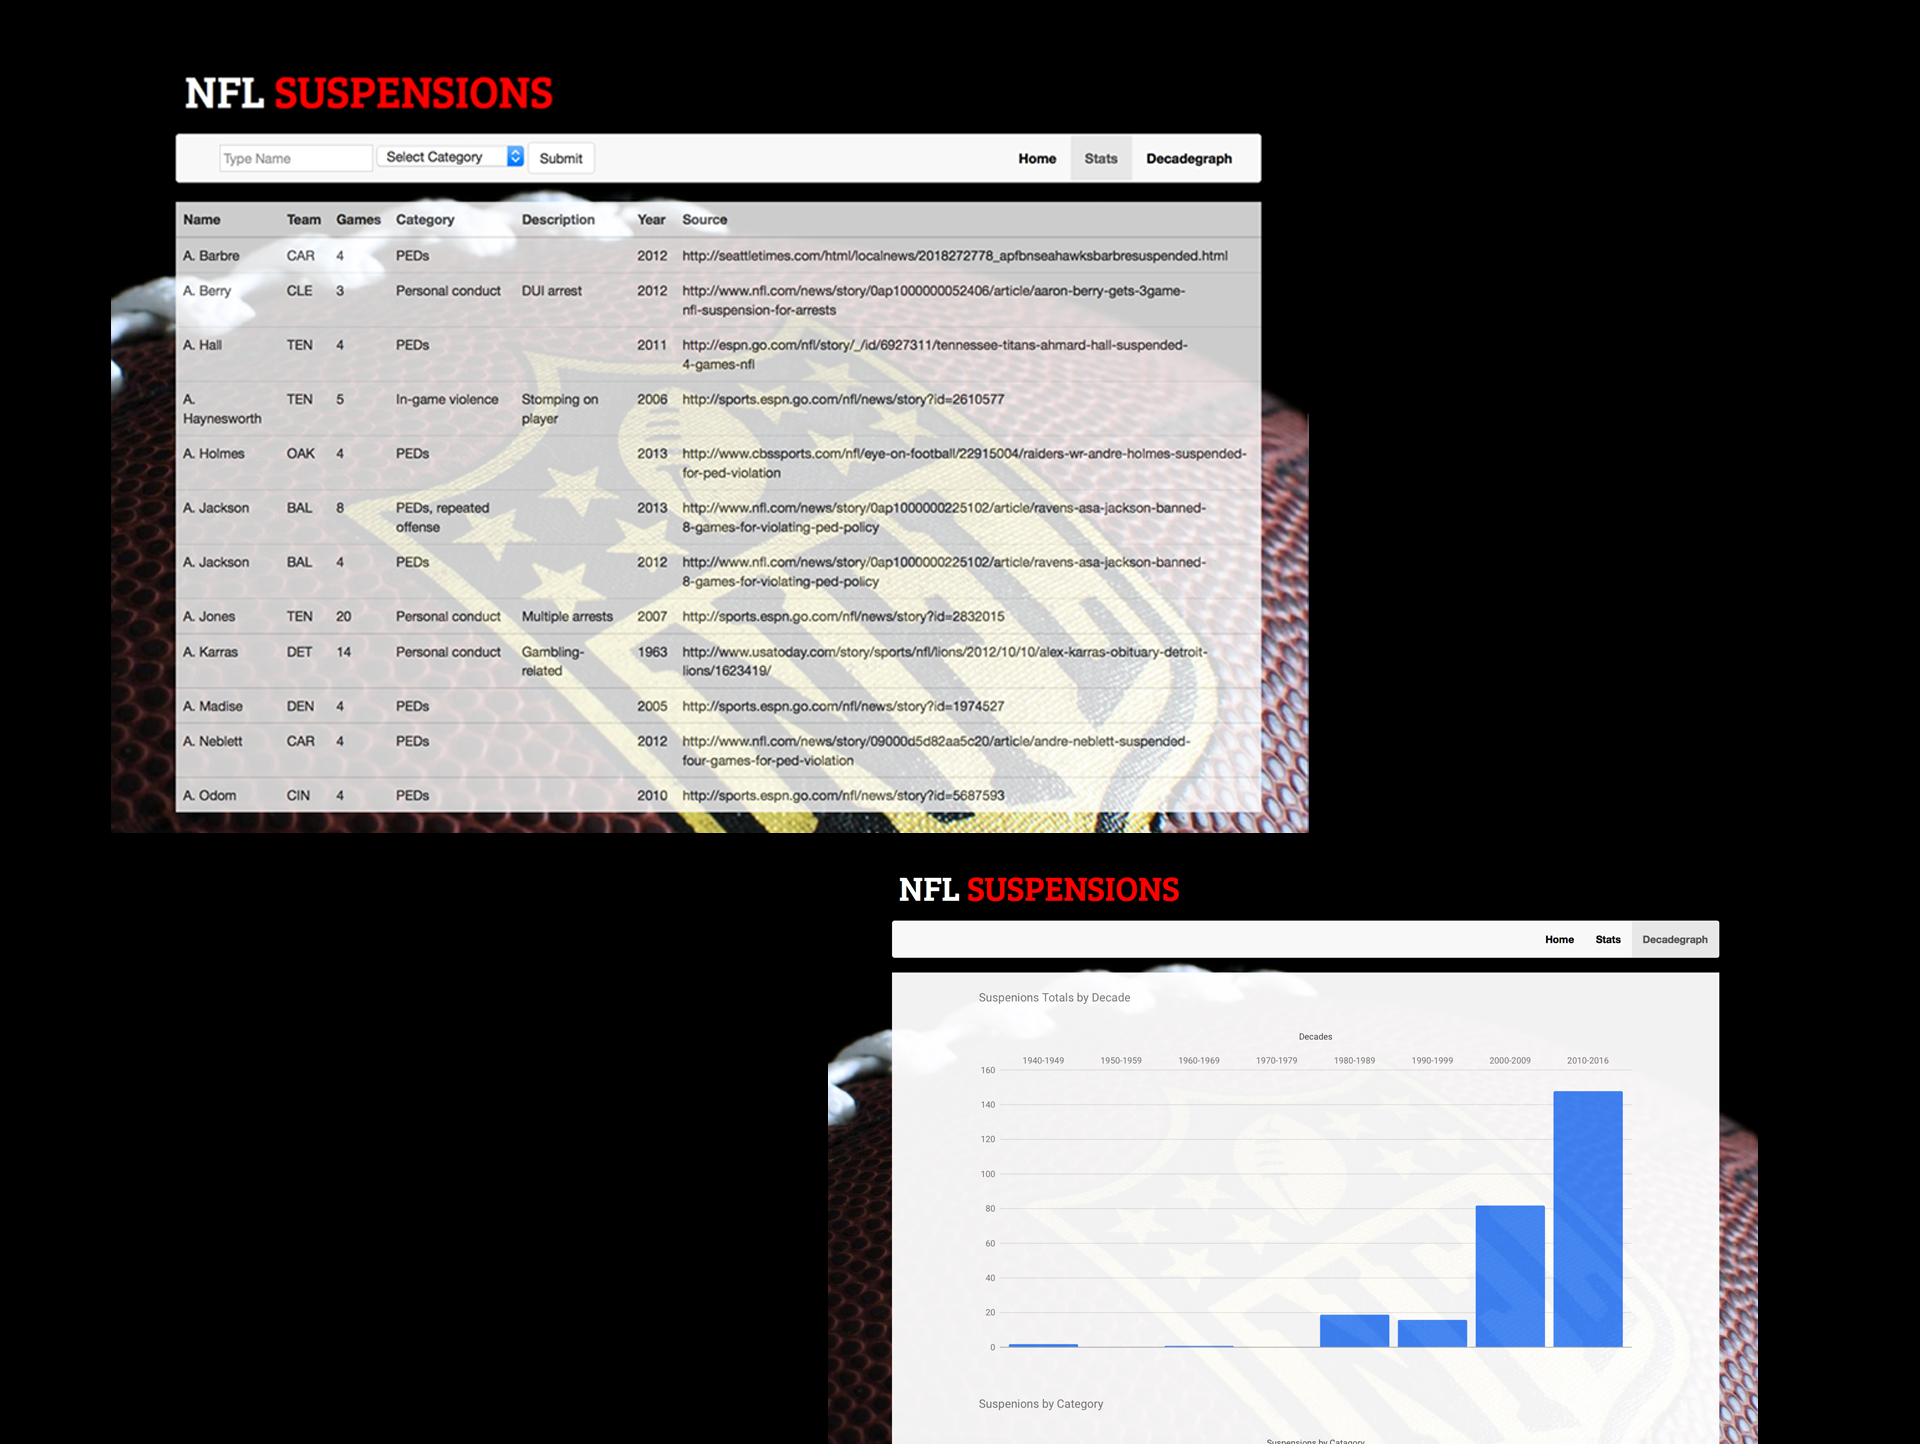 NFL SUSPENSIONS
Type Name Select Category Submit Home Stats Decadegraph
Name Team Games Category Description Year Source
A. Barbre CAR 4 PEDs 2012 http://seattletimes.com/html/localnews/2018272778_apfbnseahawksbarbresuspended.html
A. Berry CLE 3 Personal conduct DUI arrest 2012 http://www.nfl.com/news/story/0ap1000000052406/article/aaron-berry-gets-3game-
nfl-suspension-for-arrests
A. Hall TEN 4 PEDs 2011 http://espn.go.com/nfl/story/_/id/6927311/tennessee-titans-ahmard-hall-suspended-
4-games-nfl
A. TEN 5 In-game violence Stomping on 2006 http://sports.espn.go.com/nfl/news/story?id=2610577
Haynesworth player
A. Holmes OAK 4 PEDs 2013 http://www.cbssports.com/nfl/eye-on-football/22915004/raiders-wr-andre-holmes-suspended-
for-ped-violation
A. Jackson BAL 8 PEDs, repeated 2013 http://www.nfl.com/news/story/0ap1000000225102/article/ravens-asa-jackson-banned-
offense 8-games-for-violating-ped-policy
A. Jackson BAL 4 PEDs 2012 http://www.nfl.com/news/story/0ap1000000225102/article/ravens-asa-jackson-banned-
8-games-for-violating-ped-policy
A. Jones TEN 20 Personal conduct Multiple arrests 2007 http://sports.espn.go.com/nfl/news/story?id=2832015
A. Karras DET 14 Personal conduct Gambling- 1963 http://www.usatoday.com/story/sports/nfl/lions/2012/10/10/alex-karras-obituary-detroit-
related lions/1623419/
A. Madise DEN 4 PEDs 2005 http://sports.espn.go.com/nfl/news/story?id=1974527
A. Neblett CAR 4 PEDs 2012 http://www.nfl.com/news/story/09000d5d82aa5c20/article/andre-neblett-suspended-
four-games-for-ped-violation
A. Odom CIN 4 PEDs 2010 http://sports.espn.go.com/nfl/news/story?id=5687593
NFL SUSPENSIONS
Home Stats Decadegraph
Suspenions Totals by Decade
Decades
1940-1949 1950-1959 1960-1969 1970-1979 1980-1989 1990-1999 2000-2009 2010-2016
160
140
120
100
80
60
40
20
0
Suspenions by Category
Suspensions by Catagory